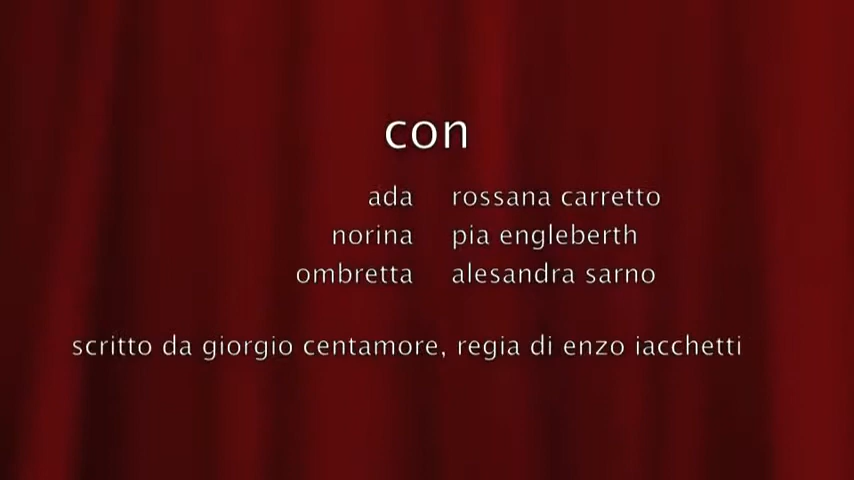 con
ada rossana carretto
norina pia engleberth
ombretta alesandra sarno
scritto da giorgio centamore, regia di enzo iacchetti